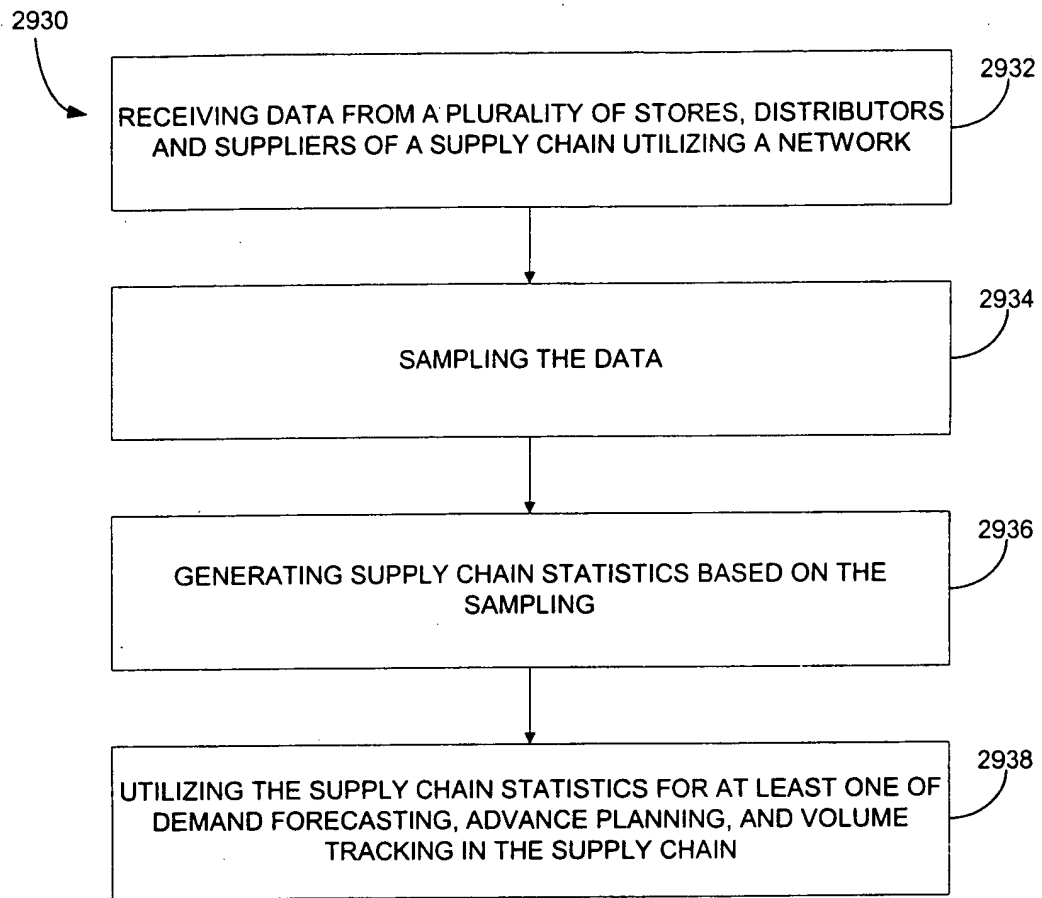 2930
2932
RECEIVING DATA FROM A PLURALITY OF STORES, DISTRIBUTORS
AND SUPPLIERS OF A SUPPLY CHAIN UTILIZING A NETWORK
2934
SAMPLING THE DATA
2936
GENERATING SUPPLY CHAIN STATISTICS BASED ON THE
SAMPLING
2938
UTILIZING THE SUPPLY CHAIN STATISTICS FOR AT LEAST ONE OF
DEMAND FORECASTING, ADVANCE PLANNING, AND VOLUME
TRACKING IN THE SUPPLY CHAIN